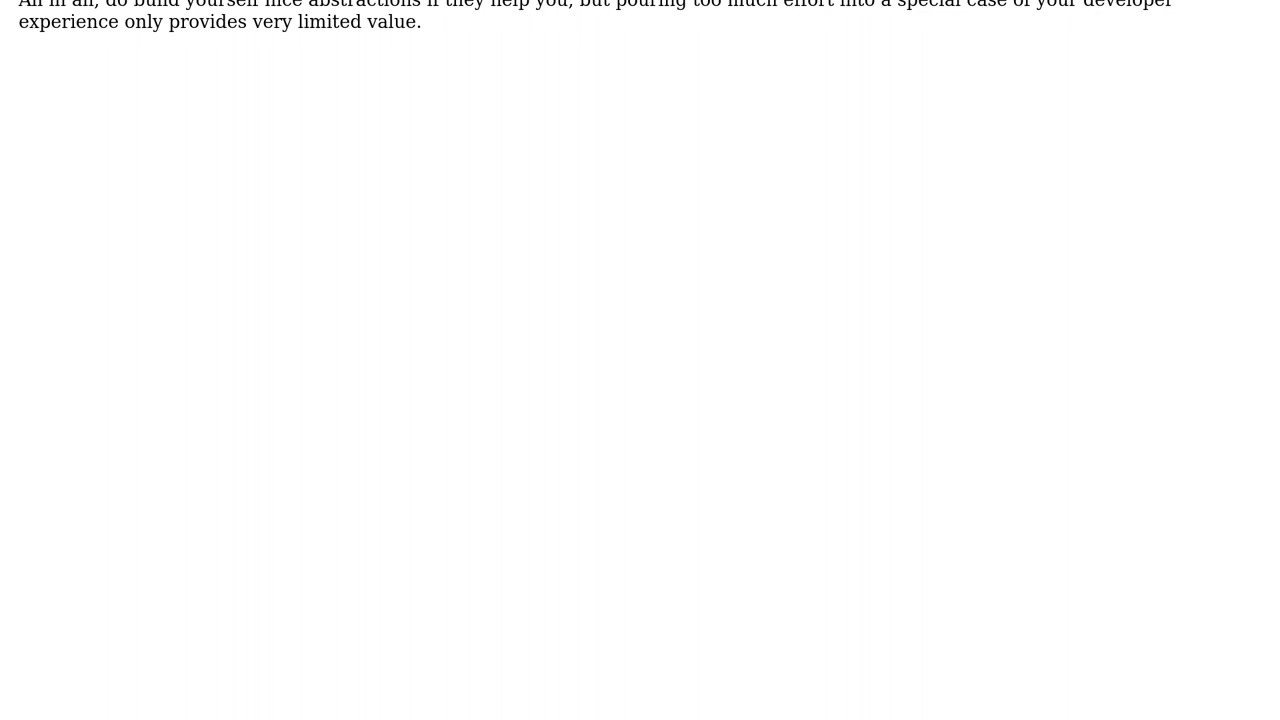 All in all, do build yourself nice abstractions if they help you, but pouring too much effort into a special case of your developer
experience only provides very limited value.